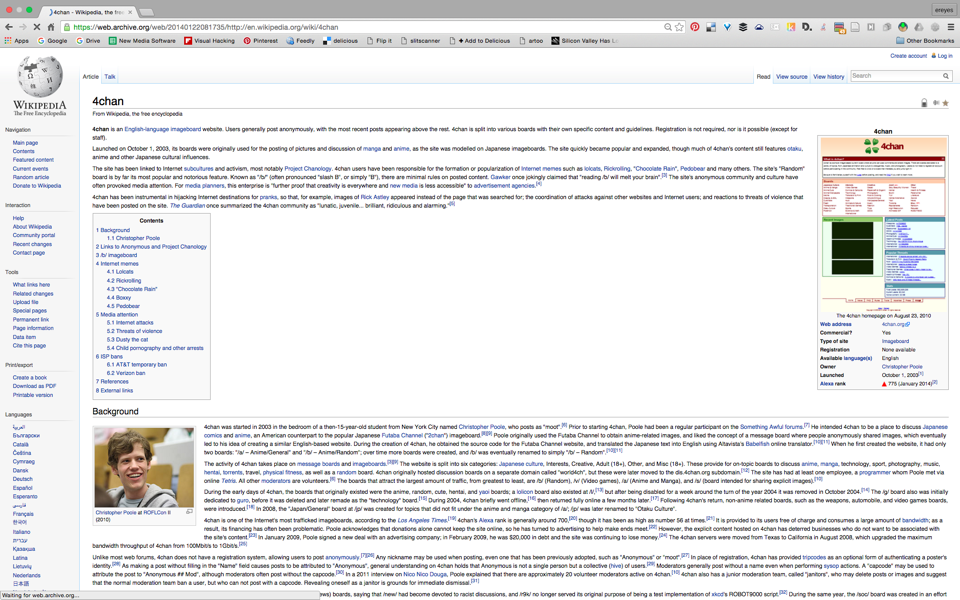 4chan - Wikipedia, the free
ereyes
https://web.archive.org/web/20140122081735/http://en.wikipedia.org/wiki/4chan
Apps
Google
Drive
New Media Software
Visual Hacking
Pinterest
Feedly
delicious
Flip it
slitscanner
+ Add to Delicious
artoo
Silicon Valley Has L
Other Bookmarks
Create account
Log in
WIKIPEDIA
The Free Encyclopedia
Article
Talk
Read
View source
View history
Search
Navigation
Main page
Contents
Featured content
Current events
Random article
Donate to Wikipedia
Interaction
Help
About Wikipedia
Community portal
Recent changes
Contact page
Tools
What links here
Related changes
Upload file
Special pages
Permanent link
Page information
Data item
Cite this page
Print/export
Create a book
Download as PDF
Printable version
Languages
العربية
Български
Català
Čeština
Cymraeg
Dansk
Deutsch
Español
Esperanto
فارسی
Français
한국어
Italiano
עברית
Қазақша
Latina
Latviešu
Lietuvių
Nederlands
日本語
4chan
From Wikipedia, the free encyclopedia
4chan is an English-language imageboard website. Users generally post anonymously, with the most recent posts appearing above the rest. 4chan is split into various boards with their own specific content and guidelines. Registration is not required, nor is it possible (except for
staff).
Launched on October 1, 2003, its boards were originally used for the posting of pictures and discussion of manga and anime, as the site was modelled on Japanese imageboards. The site quickly became popular and expanded, though much of 4chan's content still features otaku,
anime and other Japanese cultural influences.
The site has been linked to Internet subcultures and activism, most notably Project Chanology. 4chan users have been responsible for the formation or popularization of Internet memes such as lolcats, Rickrolling, "Chocolate Rain", Pedobear and many others. The site's "Random"
board is by far its most popular and notorious feature. Known as "/b/" (often pronounced "slash B", or simply "B"), there are minimal rules on posted content. Gawker once jokingly claimed that "reading /b/ will melt your brain".[3] The site's anonymous community and culture have
often provoked media attention. For media planners, this enterprise is "further proof that creativity is everywhere and new media is less accessible" to advertisement agencies.[4]
4chan has been instrumental in hijacking Internet destinations for pranks, so that, for example, images of Rick Astley appeared instead of the page that was searched for; the coordination of attacks against other websites and Internet users; and reactions to threats of violence that
have been posted on the site. The Guardian once summarized the 4chan community as "lunatic, juvenile... brilliant, ridiculous and alarming."[5]
Contents
1 Background
1.1 Christopher Poole
2 Links to Anonymous and Project Chanology
3 /b/ imageboard
4 Internet memes
4.1 Lolcats
4.2 Rickrolling
4.3 "Chocolate Rain"
4.4 Boxxy
4.5 Pedobear
5 Media attention
5.1 Internet attacks
5.2 Threats of violence
5.3 Dusty the cat
5.4 Child pornography and other arrests
6 ISP bans
6.1 AT&T temporary ban
6.2 Verizon ban
7 References
8 External links
4chan
4chan
The 4chan homepage on August 23, 2010
Web address 4chan.org
Commercial? Yes
Type of site Imageboard
Registration None available
Available language(s) English
Owner Christopher Poole
Launched October 1, 2003[1]
Alexa rank 775 (January 2014)[2]
Background
Christopher Poole at ROFLCon II
(2010)
4chan was started in 2003 in the bedroom of a then-15-year-old student from New York City named Christopher Poole, who posts as "moot".[6] Prior to starting 4chan, Poole had been a regular participant on the Something Awful forums.[7] He intended 4chan to be a place to discuss Japanese
comics and anime, an American counterpart to the popular Japanese Futaba Channel ("2chan") imageboard.[8][9] Poole originally used the Futaba Channel to obtain anime-related images, and liked the concept of a message board where people anonymously shared images, which eventually
led to his idea of creating a similar English-based website. During the creation of 4chan, he obtained the source code for the Futaba Channel website, and translated the Japanese text into English using Altavista's Babelfish online translator.[7] When he first created the website, it had only
two boards: "/a/ – Anime/General" and "/b/ – Anime/Random"; over time more boards were created, and /b/ was eventually renamed to simply "/b/ – Random".[10][11]
The activity of 4chan takes place on message boards and imageboards.[8][9] The website is split into six categories: Japanese culture, Interests, Creative, Adult (18+), Other, and Misc (18+). These provide for on-topic boards to discuss anime, manga, technology, sport, photography, music,
hentai, torrents, travel, physical fitness, as well as a random board. 4chan originally hosted discussion boards on a separate domain called "world4ch", but these were later moved to the dis.4chan.org subdomain.[12] The site has had at least one employee, a programmer whom Poole met via
online Tetris. All other moderators are volunteers.[6] The boards that attract the largest amount of traffic, from greatest to least, are /b/ (Random), /v/ (Video games), /a/ (Anime and Manga), and /s/ (board intended for sharing explicit images).[10]
During the early days of 4chan, the boards that originally existed were the anime, random, cute, hentai, and yaoi boards; a lolicon board also existed at /l/,[13] but after being disabled for a week around the turn of the year 2004 it was removed in October 2004.[14] The /g/ board also was initially
dedicated to guro, before it was deleted and later remade as the "technology" board.[15] During 2004, 4chan briefly went offline,[16] then returned fully online a few months later.[17] Following 4chan's return, non-anime related boards, such as the weapons, automobile, and video games boards,
were introduced.[18] In 2008, the "Japan/General" board at /jp/ was created for topics that did not fit under the anime and manga category of /a/; /jp/ was later renamed to "Otaku Culture".
4chan is one of the Internet's most trafficked imageboards, according to the Los Angeles Times.[19] 4chan's Alexa rank is generally around 700,[20] though it has been as high as number 56 at times.[21] It is provided to its users free of charge and consumes a large amount of bandwidth; as a
result, its financing has often been problematic. Poole acknowledges that donations alone cannot keep the site online, so he has turned to advertising to help make ends meet.[22] However, the explicit content hosted on 4chan has deterred businesses who do not want to be associated with
the site's content.[23] In January 2009, Poole signed a new deal with an advertising company; in February 2009, he was $20,000 in debt and the site was continuing to lose money.[24] The 4chan servers were moved from Texas to California in August 2008, which upgraded the maximum
bandwidth throughput of 4chan from 100Mbit/s to 1Gbit/s.[25]
Unlike most web forums, 4chan does not have a registration system, allowing users to post anonymously.[7][26] Any nickname may be used when posting, even one that has been previously adopted, such as "Anonymous" or "moot".[27] In place of registration, 4chan has provided tripcodes as an optional form of authenticating a poster's
identity.[28] As making a post without filling in the "Name" field causes posts to be attributed to "Anonymous", general understanding on 4chan holds that Anonymous is not a single person but a collective (hive) of users.[29] Moderators generally post without a name even when performing sysop actions. A "capcode" may be used to
attribute the post to "Anonymous ## Mod", although moderators often post without the capcode.[30] In a 2011 interview on Nico Nico Douga, Poole explained that there are approximately 20 volunteer moderators active on 4chan.[10] 4chan also has a junior moderation team, called "janitors", who may delete posts or images and suggest
that the normal moderation team ban a user, but who can not post with a capcode. Revealing oneself as a janitor is grounds for immediate dismissal.[31]
Waiting for web.archive.org...
news) boards, saying that /new/ had become devoted to racist discussions, and /r9k/ no longer served its original purpose of being a test implementation of xkcd's ROBOT9000 script.[32] During the same year, the /soc/ board was created in an effort